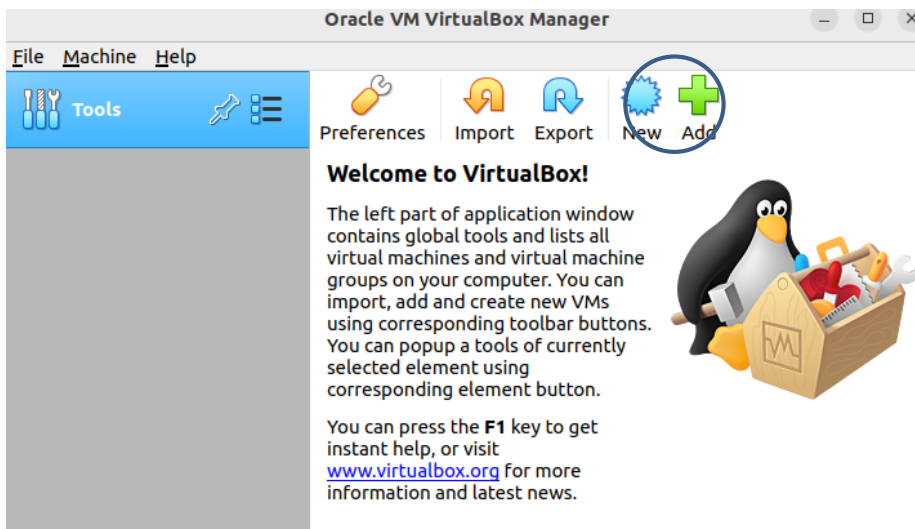 Oracle VM VirtualBox Manager
File Machine Help
Tools
Preferences Import Export New Add
Welcome to VirtualBox!
The left part of application window
contains global tools and lists all
virtual machines and virtual machine
groups on your computer. You can
import, add and create new VMs
using corresponding toolbar buttons.
You can popup a tools of currently
selected element using
corresponding element button.
You can press the F1 key to get
instant help, or visit
www.virtualbox.org for more
information and latest news.